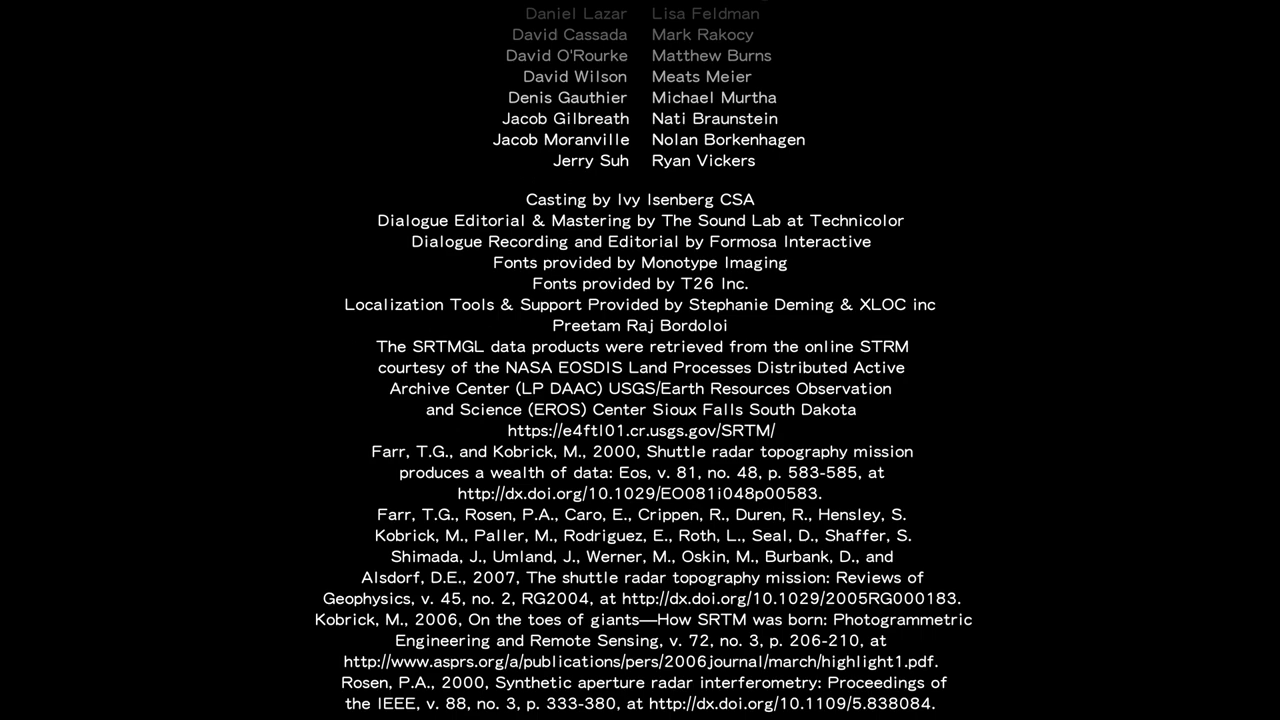 Daniel Lazar Lisa Feldman
David Cassada Mark Rakocy
David O'Rourke Matthew Burns
David Wilson Meats Meier
Denis Gauthier Michael Murtha
Jacob Gilbreath Nati Braunstein
Jacob Moranville Nolan Borkenhagen
Jerry Suh Ryan Vickers
Casting by Ivy Isenberg CSA
Dialogue Editorial & Mastering by The Sound Lab at Technicolor
Dialogue Recording and Editorial by Formosa Interactive
Fonts provided by Monotype Imaging
Fonts provided by T26 Inc.
Localization Tools & Support Provided by Stephanie Deming & XLOC inc
Preetam Raj Bordoloi
The SRTMGL data products were retrieved from the online STRM
courtesy of the NASA EOSDIS Land Processes Distributed Active
Archive Center (LP DAAC) USGS/Earth Resources Observation
and Science (EROS) Center Sioux Falls South Dakota
https://e4ftl01.cr.usgs.gov/SRTM/
Farr, T.G., and Kobrick, M., 2000, Shuttle radar topography mission
produces a wealth of data: Eos, v. 81, no. 48, p. 583-585, at
http://dx.doi.org/10.1029/EO081i048p00583.
Farr, T.G., Rosen, P.A., Caro, E., Crippen, R., Duren, R., Hensley, S.
Kobrick, M., Paller, M., Rodriguez, E., Roth, L., Seal, D., Shaffer, S.
Shimada, J., Umland, J., Werner, M., Oskin, M., Burbank, D., and
Alsdorf, D.E., 2007, The shuttle radar topography mission: Reviews of
Geophysics, v. 45, no. 2, RG2004, at http://dx.doi.org/10.1029/2005RG000183.
Kobrick, M., 2006, On the toes of giants—How SRTM was born: Photogrammetric
Engineering and Remote Sensing, v. 72, no. 3, p. 206-210, at
http://www.asprs.org/a/publications/pers/2006journal/march/highlight1.pdf.
Rosen, P.A., 2000, Synthetic aperture radar interferometry: Proceedings of
the IEEE, v. 88, no. 3, p. 333-380, at http://dx.doi.org/10.1109/5.838084.